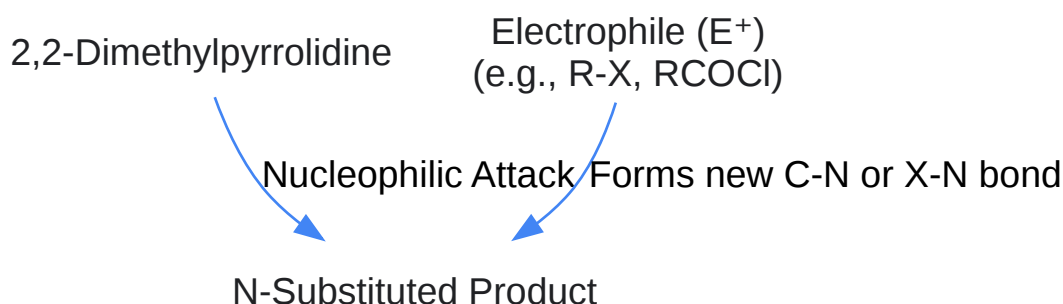 2,2-Dimethylpyrrolidine
Electrophile (E⁺)
(e.g., R-X, RCOCl)
Nucleophilic Attack
Forms new C-N or X-N bond
N-Substituted Product